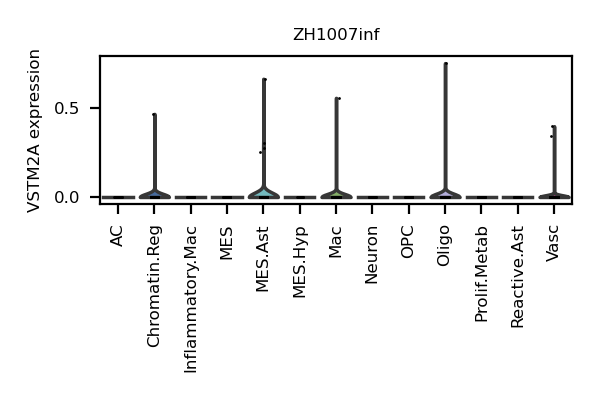 ZH1007inf
VSTM2A expression
0.5
0.0
AC
Chromatin.Reg
Inflammatory.Mac
MES
MES.Ast
MES.Hyp
Mac
Neuron
OPC
Oligo
Prolif.Metab
Reactive.Ast
Vasc